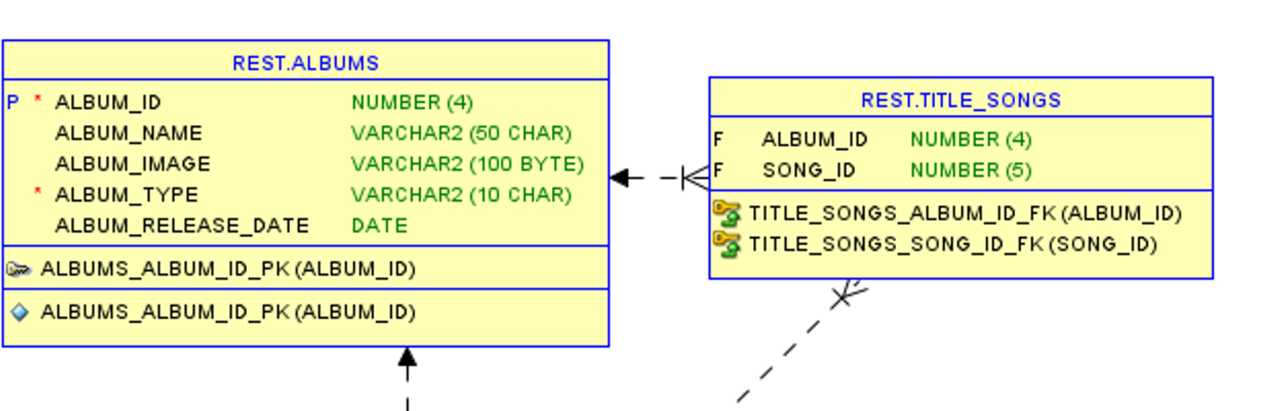 REST.ALBUMS
P * ALBUM_ID NUMBER (4)
ALBUM_NAME VARCHAR2 (50 CHAR)
ALBUM_IMAGE VARCHAR2 (100 BYTE)
* ALBUM_TYPE VARCHAR2 (10 CHAR)
ALBUM_RELEASE_DATE DATE
ALBUMS_ALBUM_ID_PK (ALBUM_ID)
ALBUMS_ALBUM_ID_PK (ALBUM_ID)
REST.TITLE_SONGS
F ALBUM_ID NUMBER (4)
F SONG_ID NUMBER (5)
TITLE_SONGS_ALBUM_ID_FK (ALBUM_ID)
TITLE_SONGS_SONG_ID_FK (SONG_ID)